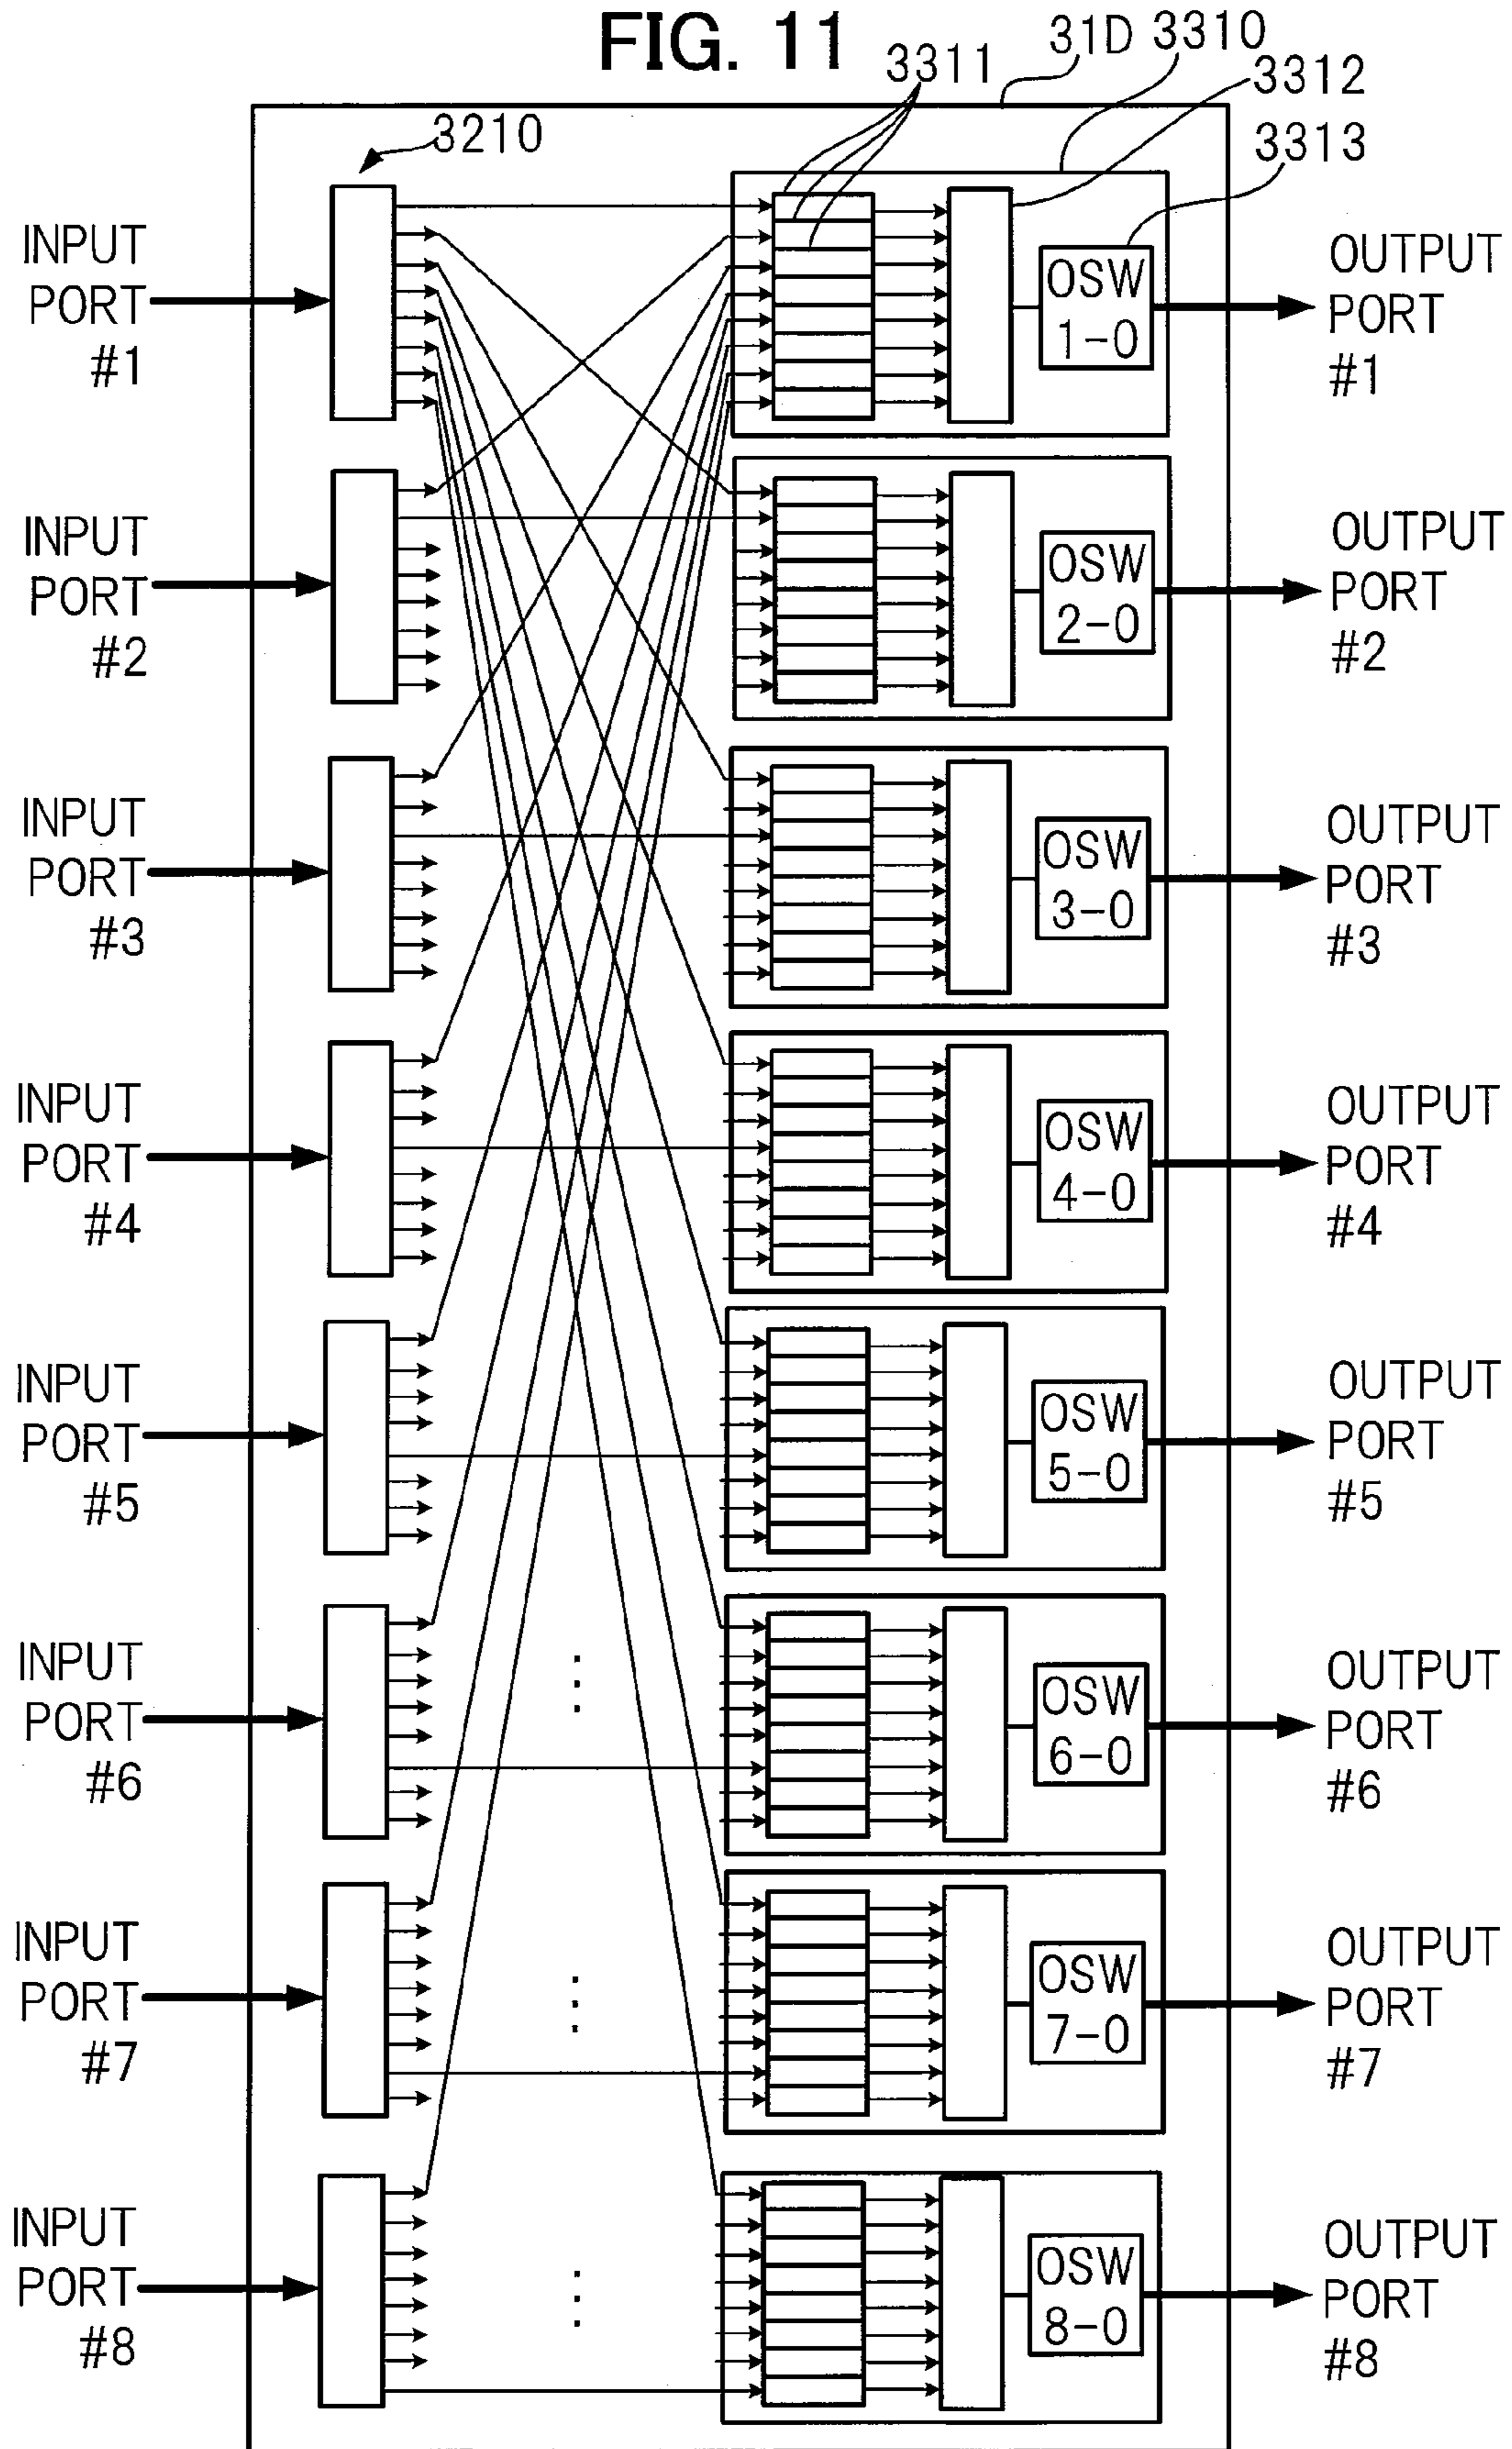 FIG. 11
3311
31D
3310
3312
3210
3313
INPUT
PORT
#1
OSW
1-0
OUTPUT
PORT
#1
INPUT
PORT
#2
OSW
2-0
OUTPUT
PORT
#2
INPUT
PORT
#3
OSW
3-0
OUTPUT
PORT
#3
INPUT
PORT
#4
OSW
4-0
OUTPUT
PORT
#4
INPUT
PORT
#5
OSW
5-0
OUTPUT
PORT
#5
INPUT
PORT
#6
OSW
6-0
OUTPUT
PORT
#6
INPUT
PORT
#7
OSW
7-0
OUTPUT
PORT
#7
INPUT
PORT
#8
OSW
8-0
OUTPUT
PORT
#8